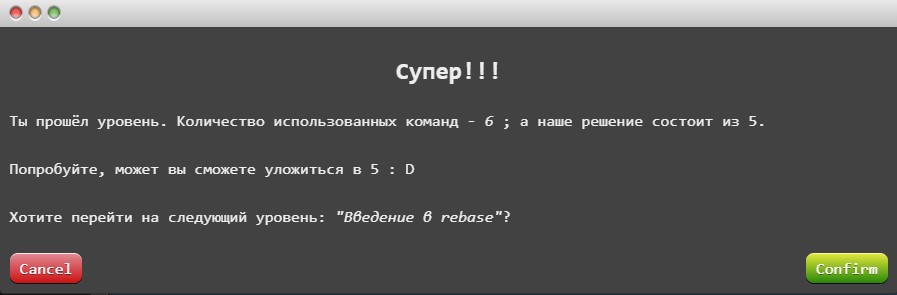 Супер!!!
Ты прошёл уровень. Количество использованных команд - 6 ; а наше решение состоит из 5.
Попробуйте, может вы сможете уложиться в 5 : D
Хотите перейти на следующий уровень: "Введение в rebase"?
Cancel
Confirm